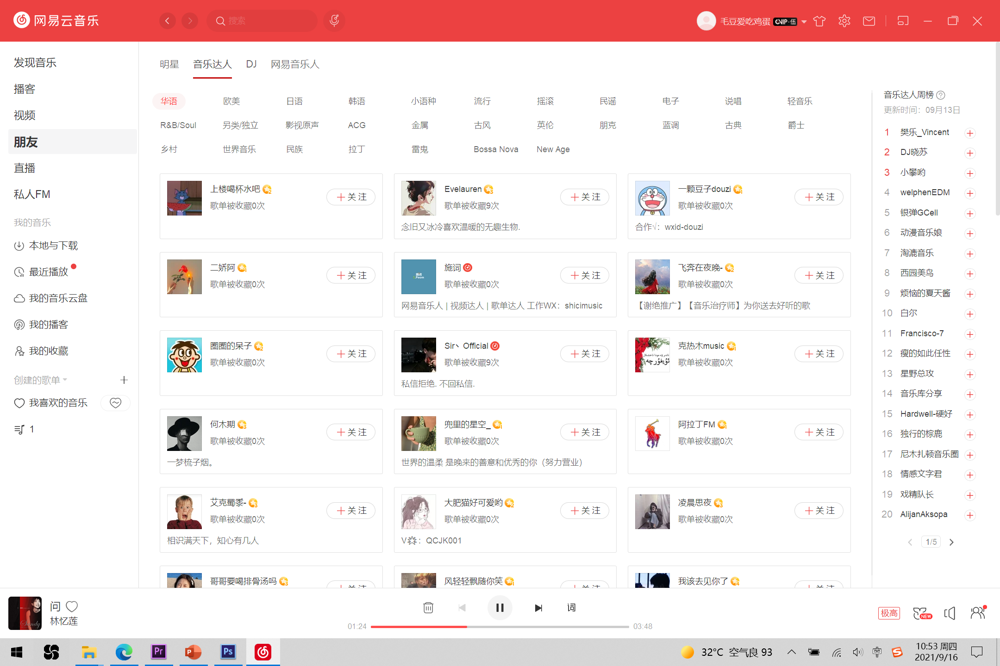 网易云音乐
搜索
毛豆爱吃鸡蛋 CVIP·伍
发现音乐
播客
视频
朋友
直播
私人FM
我的音乐
本地与下载
最近播放
我的音乐云盘
我的播客
我的收藏
创建的歌单
我喜欢的音乐
1
明星 音乐达人 DJ 网易音乐人
华语 欧美 日语 韩语 小语种 流行 摇滚 民谣 电子 说唱 轻音乐
R&B/Soul 另类/独立 影视原声 ACG 金属 古风 英伦 朋克 蓝调 古典 爵士
乡村 世界音乐 民族 拉丁 雷鬼 Bossa Nova New Age
上楼喝杯水吧 2
歌单被收藏0次
关注
Evelauren 3
歌单被收藏9次
关注
念旧又冰冷喜欢温暖的无趣生物.
一颗豆子douzi 1
歌单被收藏0次
关注
合作√：wxid-douzi
二娇阿 1
歌单被收藏0次
关注
施词
歌单被收藏0次
关注
网易音乐人 | 视频达人 | 歌单达人 工作WX：shicimusic
飞奔在夜晚- 2
歌单被收藏0次
关注
【谢绝推广】【音乐治疗师】为你送去好听的歌
圈圈的呆子 2
歌单被收藏0次
关注
Sir丶Official
歌单被收藏9次
关注
私信拒绝. 不回私信.
克热木music 1
歌单被收藏0次
关注
何木期 3
歌单被收藏0次
关注
一梦梳子烟。
兜里的星空_ 1
歌单被收藏0次
关注
世界的温柔 是晚来的善意和优秀的你（努力营业）
阿拉丁FM 1
歌单被收藏0次
关注
艾克蜀黍- 3
歌单被收藏0次
关注
相识满天下，知心有几人
大肥猫好可爱哟 2
歌单被收藏0次
关注
V：QCJK001
凌晨思夜 3
歌单被收藏0次
关注
哥哥要喝排骨汤吗 3
关注
风轻轻飘随你笑 1
关注
我该去见你了 4
关注
音乐达人周榜
更新时间：09月13日
1 樊乐_Vincent
2 DJ晓苏
3 小攀哟
4 welphenEDM
5 银弹GCell
6 动漫音乐娘
7 淘漉音乐
8 西园美鸟
9 烦恼的夏天酱
10 白尔
11 Francisco-7
12 瘦的如此任性
13 星野总攻
14 音乐库分享
15 Hardwell-硬好
16 独行的棕鹿
17 尼木扎顿音乐圈
18 情感文字君
19 戏精队长
20 AlijanAksopa
1/5
问
林忆莲
Sandy
词
01:24
03:48
极高
NEW
Pr
P
Ps
32°C 空气良 93
中
S
10:53 周四
2021/9/16